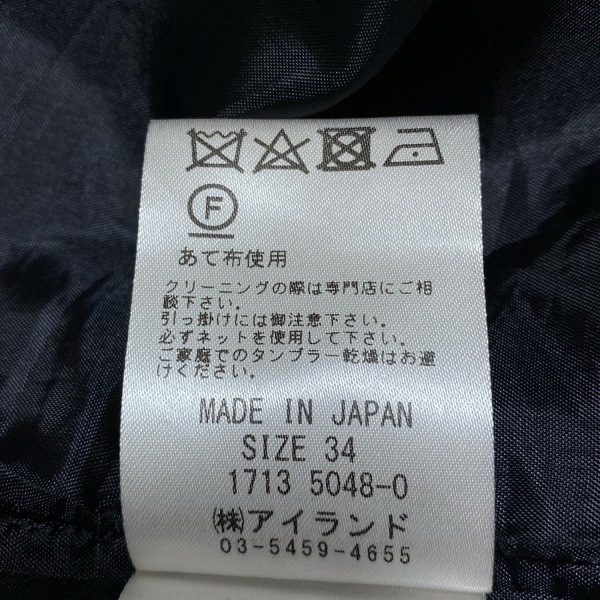 F
あて布使用
クリーニングの際は専門店にご相
談下さい。
引っ掛けには御注意下さい。
必ずネットを使用して下さい。
ご家庭でのタンブラー乾燥はお避
けください。
MADE IN JAPAN
SIZE 34
1713 5048-0
㈱アイランド
03-5459-4655